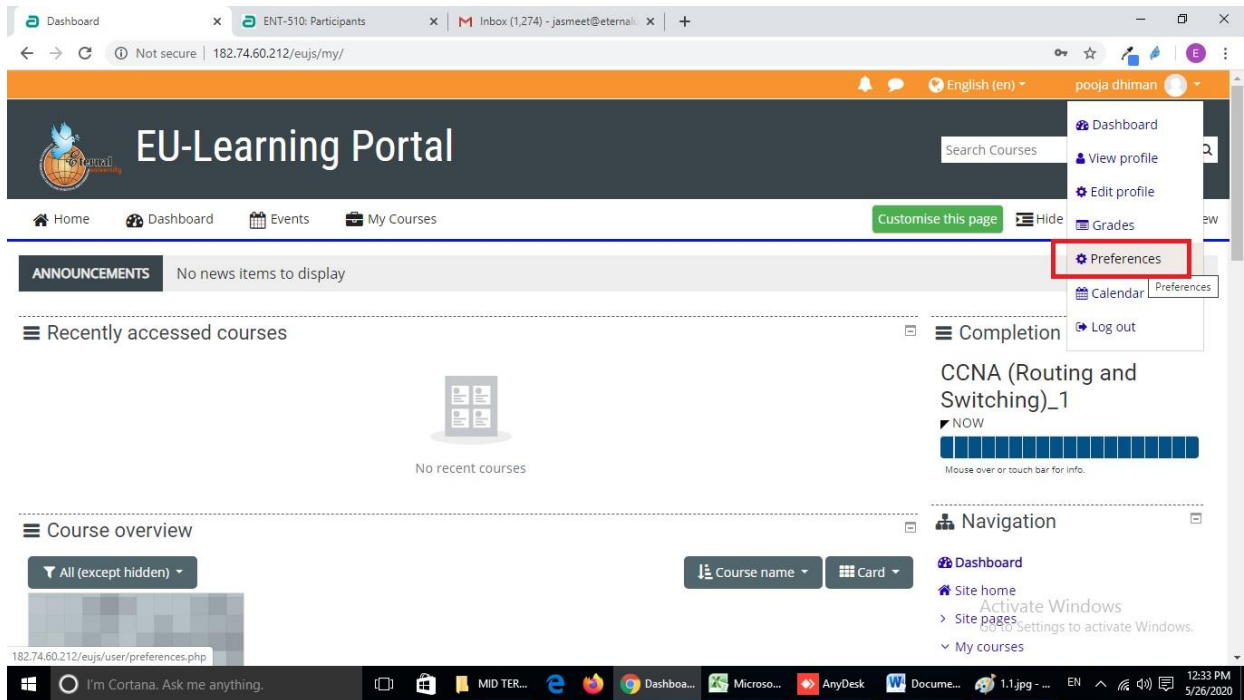 Dashboard
ENT-510: Participants
Inbox (1,274) - jasmeet@eternal
Not secure | 182.74.60.212/eujs/my/
E
English (en)
pooja dhiman
Eternal
university
EU-Learning Portal
Search Courses
Dashboard
View profile
Edit profile
Grades
Preferences
Calendar
Log out
Preferences
Home
Dashboard
Events
My Courses
Customise this page
Hide
ew
ANNOUNCEMENTS
No news items to display
Recently accessed courses
No recent courses
Completion
CCNA (Routing and
Switching)_1
NOW
Mouse over or touch bar for info.
Course overview
All (except hidden)
Course name
Card
Navigation
Dashboard
Site home
Site pages
My courses
Activate Windows
Go to Settings to activate Windows.
182.74.60.212/eujs/user/preferences.php
I'm Cortana. Ask me anything.
MID TER...
Dashboa...
Microso...
AnyDesk
Docume...
1.1.jpg - ...
EN
12:33 PM
5/26/2020